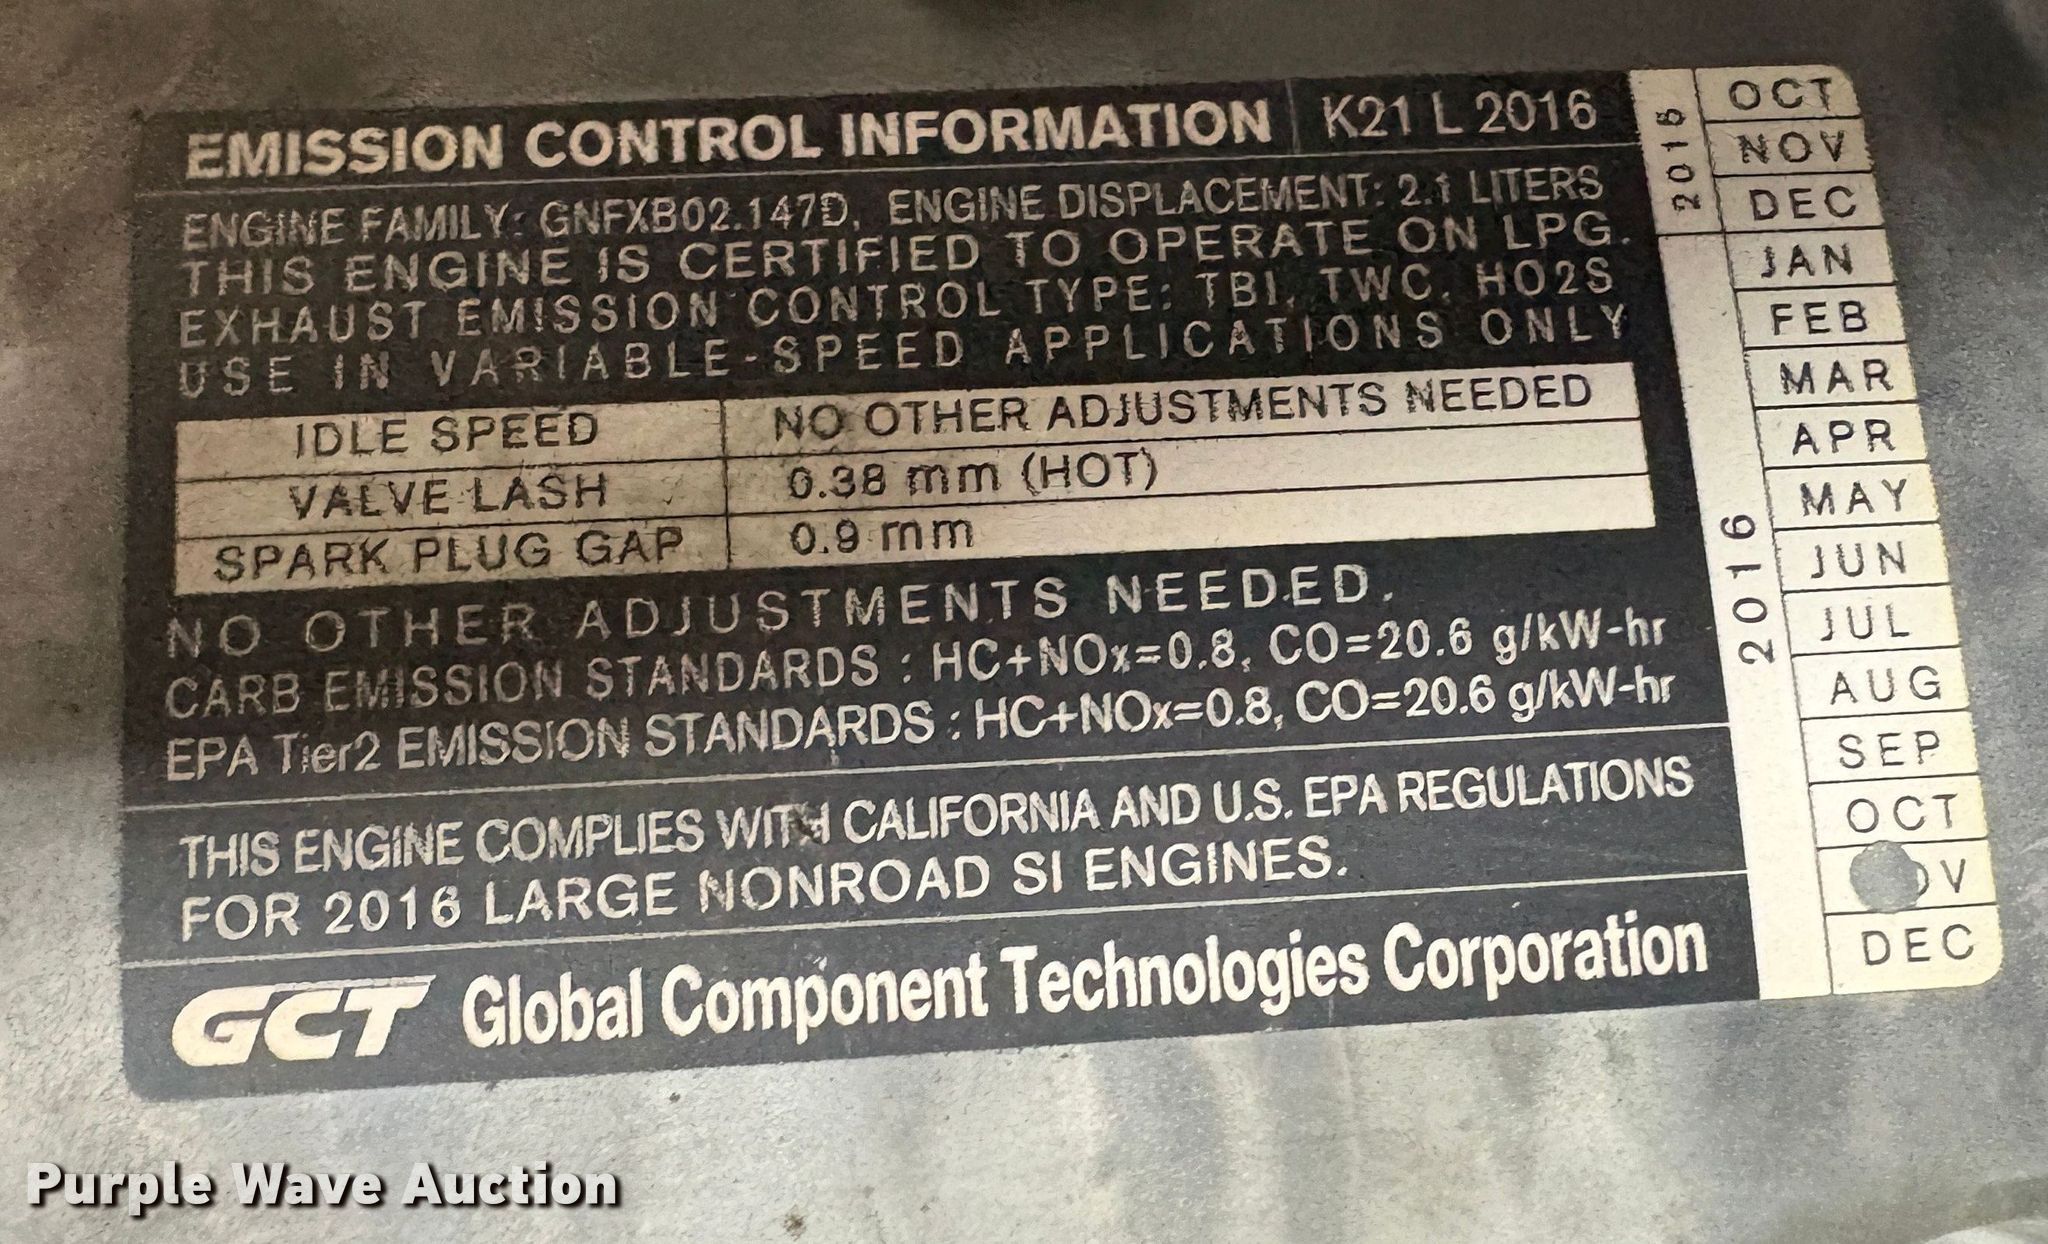 EMISSION CONTROL INFORMATION K21 L 2016
ENGINE FAMILY: GNFXB02.147D, ENGINE DISPLACEMENT: 2.1 LITERS
THIS ENGINE IS CERTIFIED TO OPERATE ON LPG.
EXHAUST EMISSION CONTROL TYPE: TBI, TWC, HO2S
USE IN VARIABLE-SPEED APPLICATIONS ONLY
IDLE SPEED NO OTHER ADJUSTMENTS NEEDED
VALVE LASH 0.38 mm (HOT)
SPARK PLUG GAP 0.9 mm
NO OTHER ADJUSTMENTS NEEDED.
CARB EMISSION STANDARDS : HC+NOx=0.8, CO=20.6 g/kW-hr
EPA Tier2 EMISSION STANDARDS : HC+NOx=0.8, CO=20.6 g/kW-hr
THIS ENGINE COMPLIES WITH CALIFORNIA AND U.S. EPA REGULATIONS
FOR 2016 LARGE NONROAD SI ENGINES.
GCT Global Component Technologies Corporation
OCT
NOV
DEC
2016
JAN
FEB
MAR
APR
MAY
JUN
JUL
AUG
SEP
OCT
DEC
Purple Wave Auction